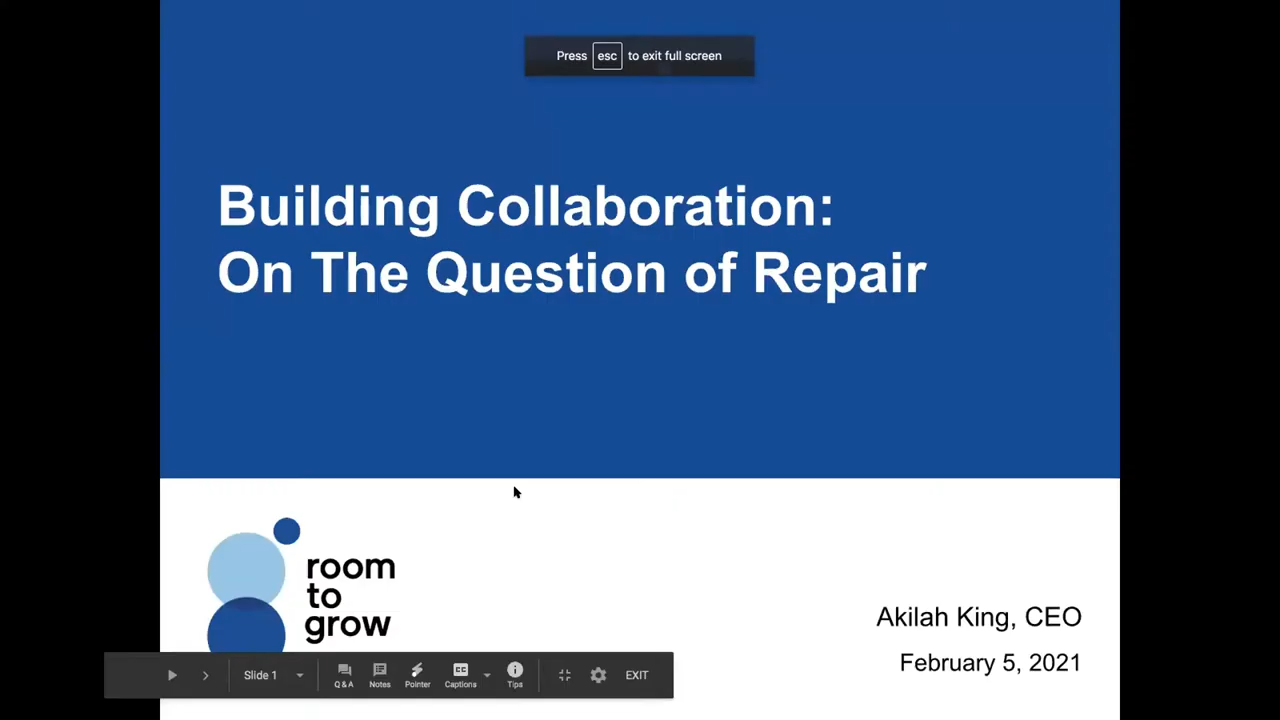 Press esc to exit full screen
Building Collaboration:
On The Question of Repair
room
to
grow
Akilah King, CEO
February 5, 2021
Slide 1
Q&A
Notes
Pointer
CC
Captions
Tips
EXIT